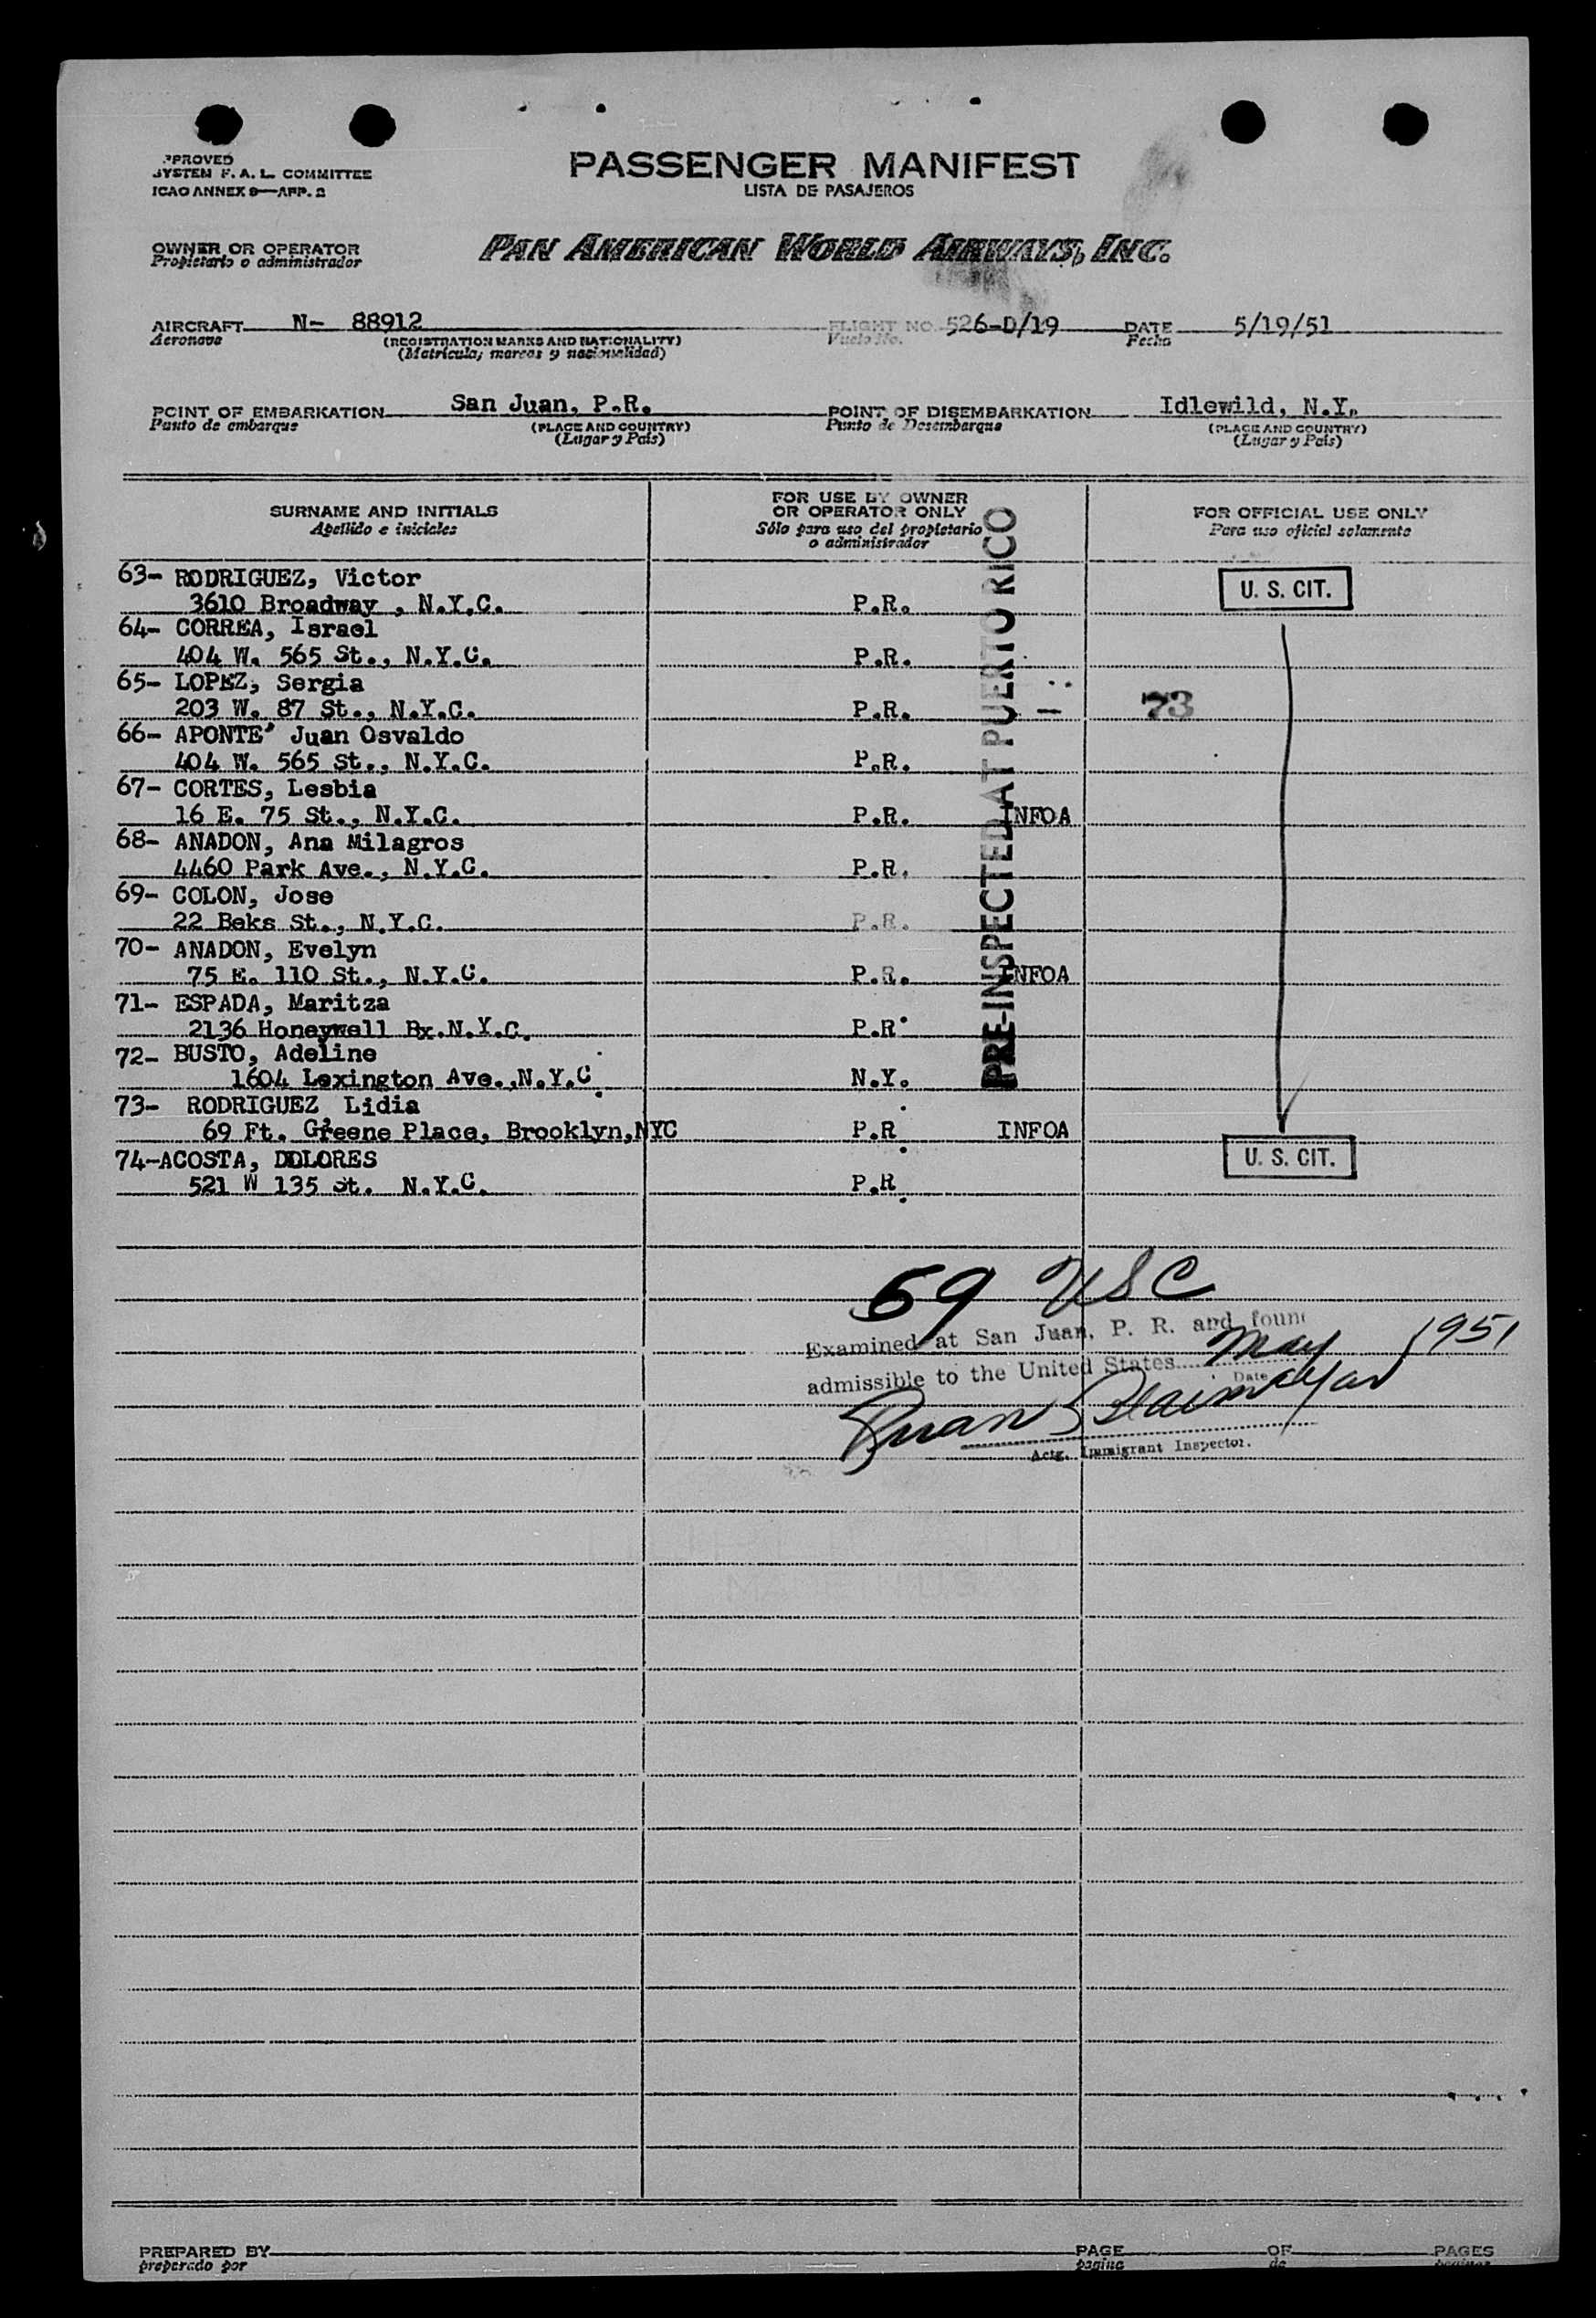 PPROVED
SYSTEM F. A. L. COMMITTEE
ICAO ANNEX 9—APP. 2
PASSENGER MANIFEST
LISTA DE PASAJEROS
OWNER OR OPERATOR
Propietario o administrador
PAN AMERICAN WORLD AIRWAYS, INC.
AIRCRAFT N- 88912 FLIGHT NO. 526-D/19 DATE 5/19/51
Aeronave (REGISTRATION MARKS AND NATIONALITY) Vuelo No. Fecha
(Matrícula; marcas y nacionalidad)
POINT OF EMBARKATION San Juan, P.R. POINT OF DISEMBARKATION Idlewild, N.Y.
Punto de embarque (PLACE AND COUNTRY) Punto de Desembarque (PLACE AND COUNTRY)
(Lugar y País) (Lugar y País)
SURNAME AND INITIALS
Apellido e iniciales
FOR USE BY OWNER
OR OPERATOR ONLY
Sólo para uso del propietario
o administrador
FOR OFFICIAL USE ONLY
Para uso oficial solamente
PRE-INSPECTED AT PUERTO RICO
63- RODRIGUEZ, Victor U. S. CIT.
3610 Broadway , N.Y.C. P.R.
64- CORREA, Israel
404 W. 565 St., N.Y.C. P.R.
65- LOPEZ, Sergia
203 W. 87 St., N.Y.C. P.R. 73
66- APONTE' Juan Osvaldo
404 W. 565 St., N.Y.C. P.R.
67- CORTES, Lesbia
16 E. 75 St., N.Y.C. P.R. INFOA
68- ANADON, Ana Milagros
4460 Park Ave., N.Y.C. P.R.
69- COLON, Jose
22 Beks St., N.Y.C. P.R.
70- ANADON, Evelyn
75 E. 110 St., N.Y.C. P.R. INFOA
71- ESPADA, Maritza
2136 Honeywell Bx.N.Y.C. P.R.
72- BUSTO, Adeline
1604 Lexington Ave.,N.Y.C. N.Y.
73- RODRIGUEZ, Lidia
69 Ft. Greene Place, Brooklyn,NYC P.R. INFOA
74-ACOSTA, DOLORES U. S. CIT.
521 W 135 St. N.Y.C. P.R.
69 USC
Examined at San Juan, P. R. and foun
admissible to the United States May 1951
Date
Juan
Actg. Immigrant Inspector.
PREPARED BY PAGE OF PAGES
preparado por pagina de paginas